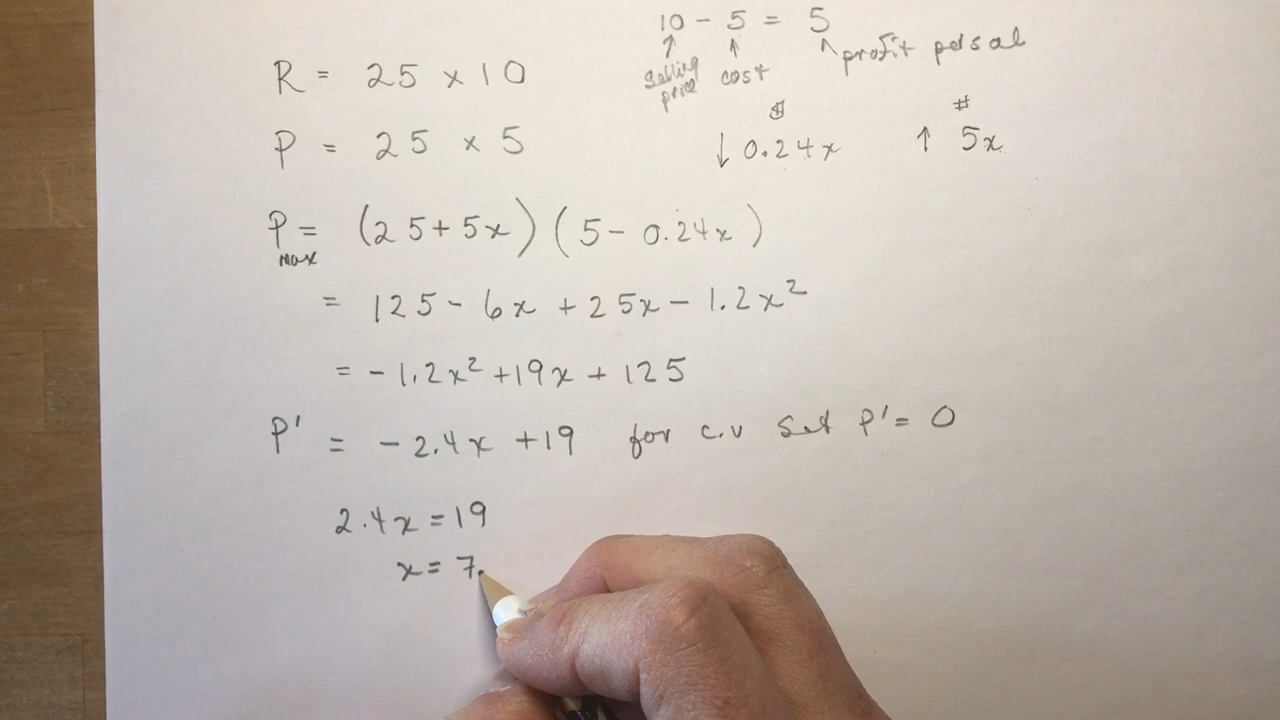 10 - 5 = 5
selling price
cost
profit per sal
R = 25 x 10
P = 25 x 5
$ #
↓ 0.24x ↑ 5x
P = (25+5x)(5-0.24x)
max
= 125 - 6x + 25x - 1.2x²
= -1.2x² + 19x + 125
P' = -2.4x + 19 for c.v set P' = 0
2.4x = 19
x = 7.